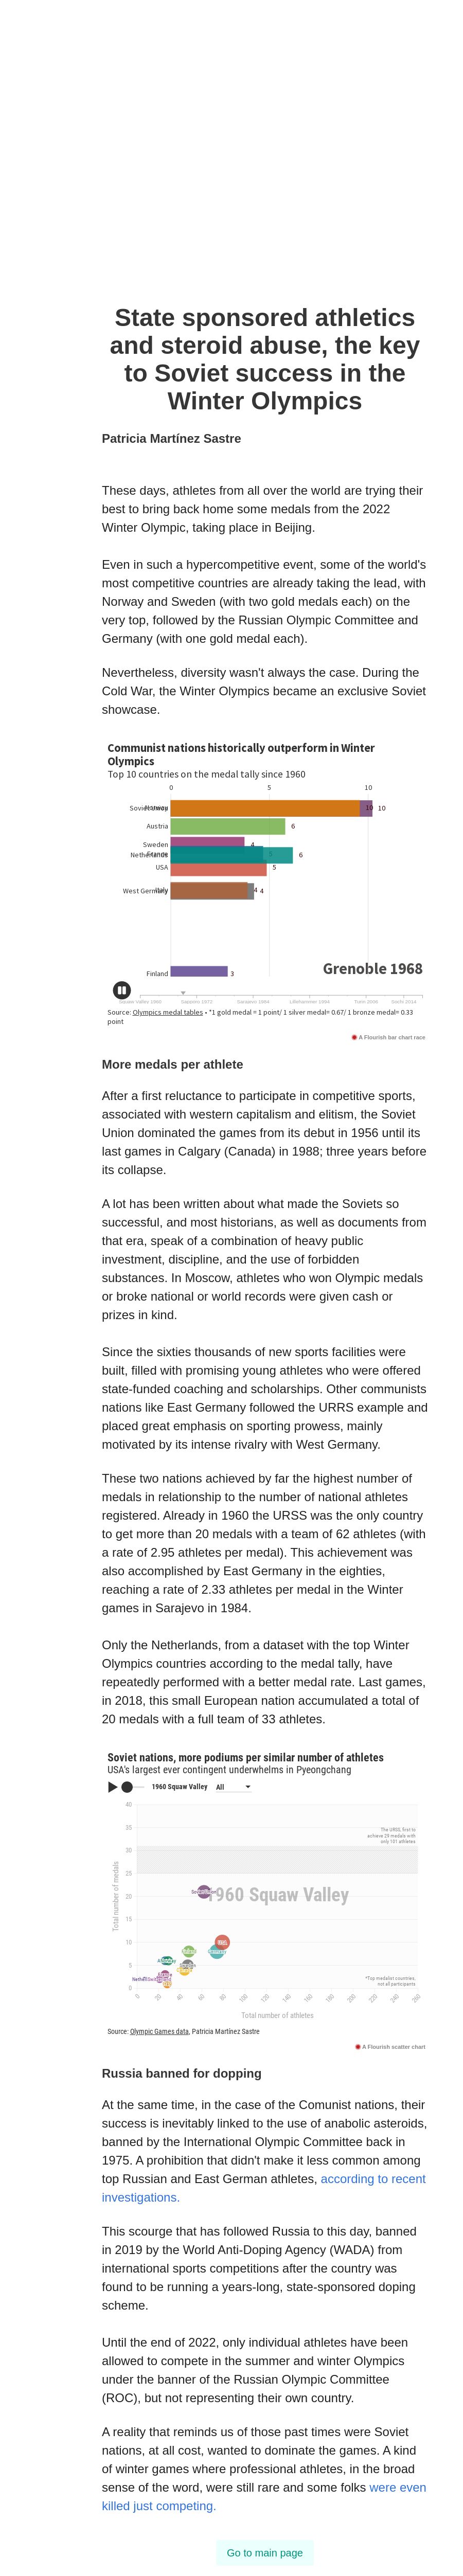 State sponsored athletics
and steroid abuse, the key
to Soviet success in the
Winter Olympics
Patricia Martínez Sastre
These days, athletes from all over the world are trying their
best to bring back home some medals from the 2022
Winter Olympic, taking place in Beijing.
Even in such a hypercompetitive event, some of the world's
most competitive countries are already taking the lead, with
Norway and Sweden (with two gold medals each) on the
very top, followed by the Russian Olympic Committee and
Germany (with one gold medal each).
Nevertheless, diversity wasn't always the case. During the
Cold War, the Winter Olympics became an exclusive Soviet
showcase.
Communist nations historically outperform in Winter
Olympics
Top 10 countries on the medal tally since 1960
0 5 10
Norway 10 10
Austria 6
Sweden 4
Netherlands 6
USA 5
West Germany 4 4
Finland 3
Grenoble 1968
Squaw Valley 1960 Sapporo 1972 Sarajevo 1984 Lillehammer 1994 Turin 2006 Sochi 2014
Source: Olympics medal tables • *1 gold medal = 1 point/ 1 silver medal= 0.67/ 1 bronze medal= 0.33
point
A Flourish bar chart race
More medals per athlete
After a first reluctance to participate in competitive sports,
associated with western capitalism and elitism, the Soviet
Union dominated the games from its debut in 1956 until its
last games in Calgary (Canada) in 1988; three years before
its collapse.
A lot has been written about what made the Soviets so
successful, and most historians, as well as documents from
that era, speak of a combination of heavy public
investment, discipline, and the use of forbidden
substances. In Moscow, athletes who won Olympic medals
or broke national or world records were given cash or
prizes in kind.
Since the sixties thousands of new sports facilities were
built, filled with promising young athletes who were offered
state-funded coaching and scholarships. Other communists
nations like East Germany followed the URRS example and
placed great emphasis on sporting prowess, mainly
motivated by its intense rivalry with West Germany.
These two nations achieved by far the highest number of
medals in relationship to the number of national athletes
registered. Already in 1960 the URSS was the only country
to get more than 20 medals with a team of 62 athletes (with
a rate of 2.95 athletes per medal). This achievement was
also accomplished by East Germany in the eighties,
reaching a rate of 2.33 athletes per medal in the Winter
games in Sarajevo in 1984.
Only the Netherlands, from a dataset with the top Winter
Olympics countries according to the medal tally, have
repeatedly performed with a better medal rate. Last games,
in 2018, this small European nation accumulated a total of
20 medals with a full team of 33 athletes.
Soviet nations, more podiums per similar number of athletes
USA's largest ever contingent underwhelms in Pyeongchang
1960 Squaw Valley All
40
The URSS, first to
achieve 29 medals with
only 101 athletes
35
30
25
20
1960 Squaw Valley
15
10
5
0
*Top medalist countries,
not all participants
Total number of medals
0 20 40 60 80 100 120 140 160 180 200 220 240 260
Total number of athletes
Source: Olympic Games data, Patricia Martínez Sastre
A Flourish scatter chart
Russia banned for dopping
At the same time, in the case of the Comunist nations, their
success is inevitably linked to the use of anabolic asteroids,
banned by the International Olympic Committee back in
1975. A prohibition that didn't make it less common among
top Russian and East German athletes, according to recent
investigations.
This scourge that has followed Russia to this day, banned
in 2019 by the World Anti-Doping Agency (WADA) from
international sports competitions after the country was
found to be running a years-long, state-sponsored doping
scheme.
Until the end of 2022, only individual athletes have been
allowed to compete in the summer and winter Olympics
under the banner of the Russian Olympic Committee
(ROC), but not representing their own country.
A reality that reminds us of those past times were Soviet
nations, at all cost, wanted to dominate the games. A kind
of winter games where professional athletes, in the broad
sense of the word, were still rare and some folks were even
killed just competing.
Go to main page